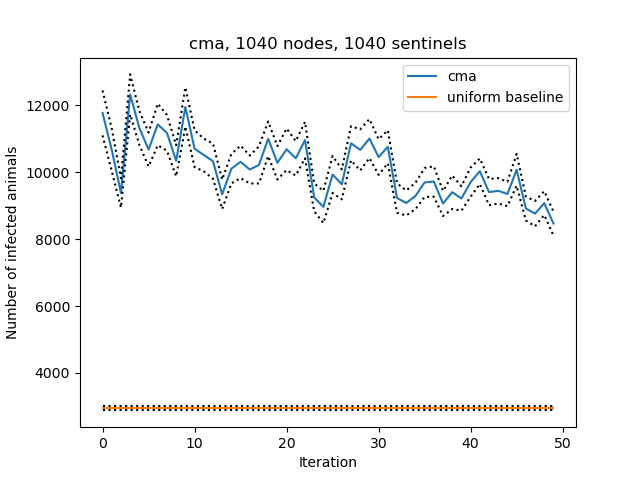 cma, 1040 nodes, 1040 sentinels
cma
uniform baseline
12000
10000
8000
6000
4000
Number of infected animals
0 10 20 30 40 50
Iteration